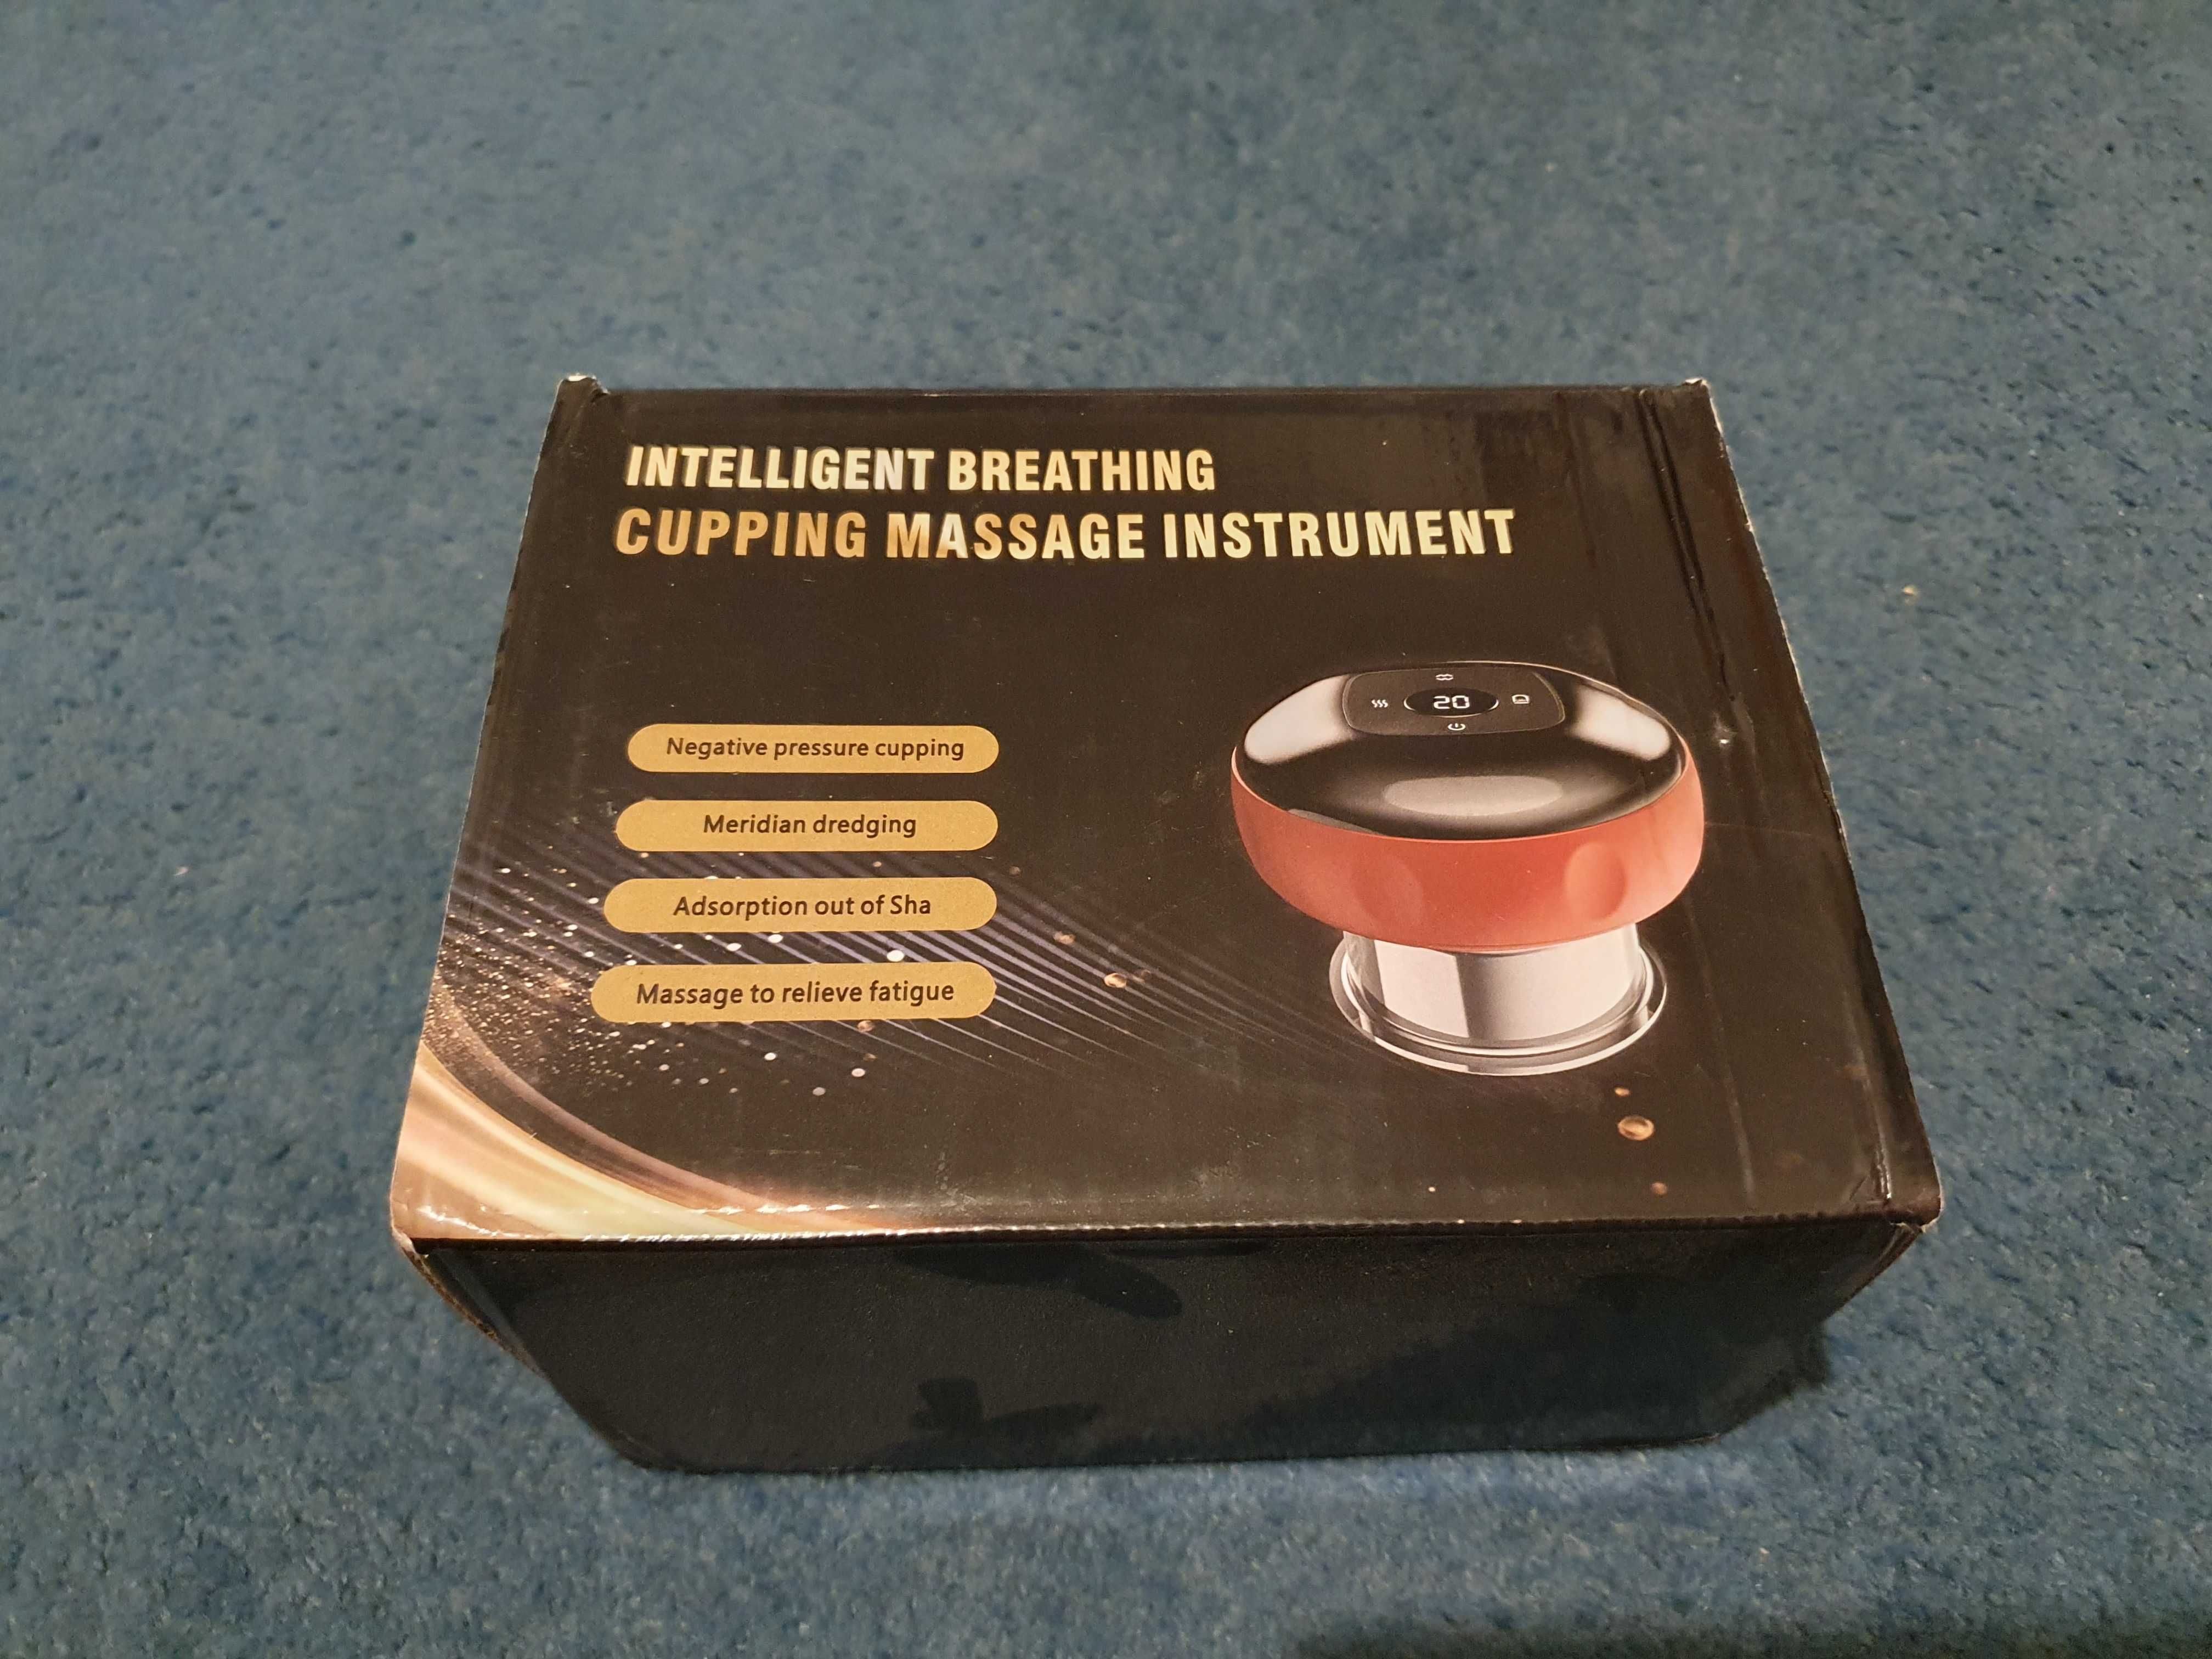 INTELLIGENT BREATHING
CUPPING MASSAGE INSTRUMENT
Negative pressure cupping
Meridian dredging
Adsorption out of Sha
Massage to relieve fatigue
20